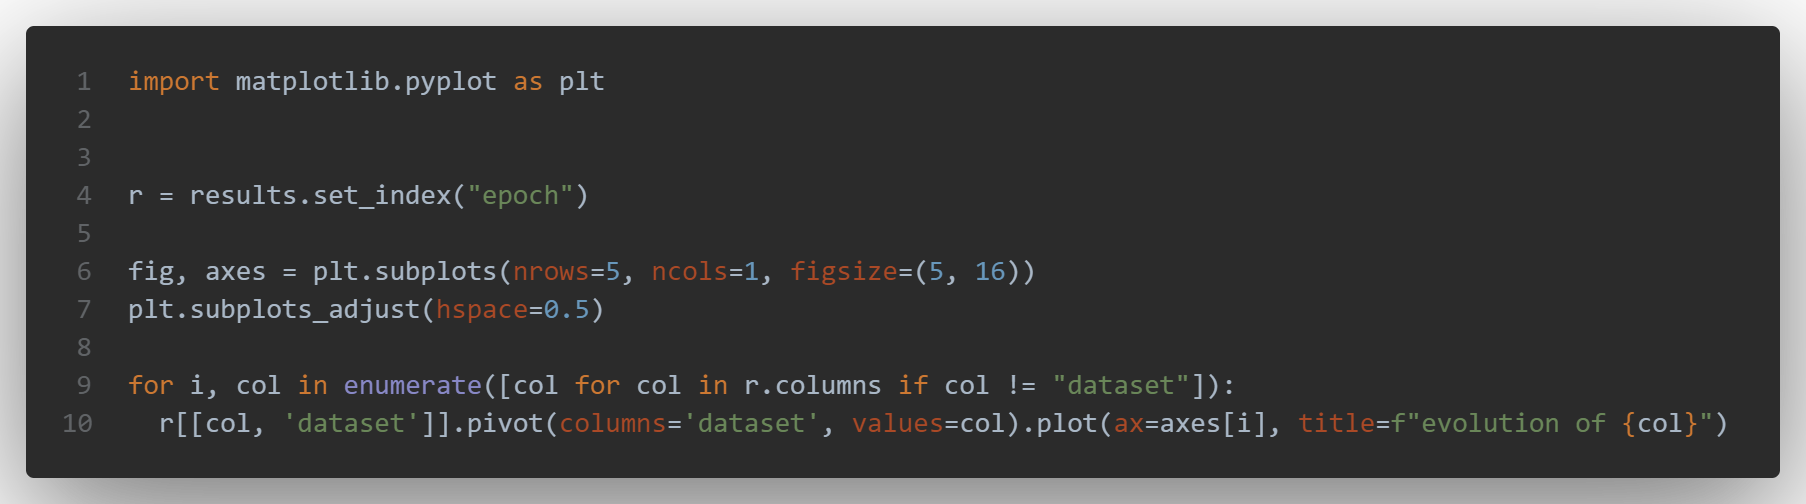 1 import matplotlib.pyplot as plt
2
3
4 r = results.set_index("epoch")
5
6 fig, axes = plt.subplots(nrows=5, ncols=1, figsize=(5, 16))
7 plt.subplots_adjust(hspace=0.5)
8
9 for i, col in enumerate([col for col in r.columns if col != "dataset"]):
10   r[[col, 'dataset']].pivot(columns='dataset', values=col).plot(ax=axes[i], title=f"evolution of {col}")